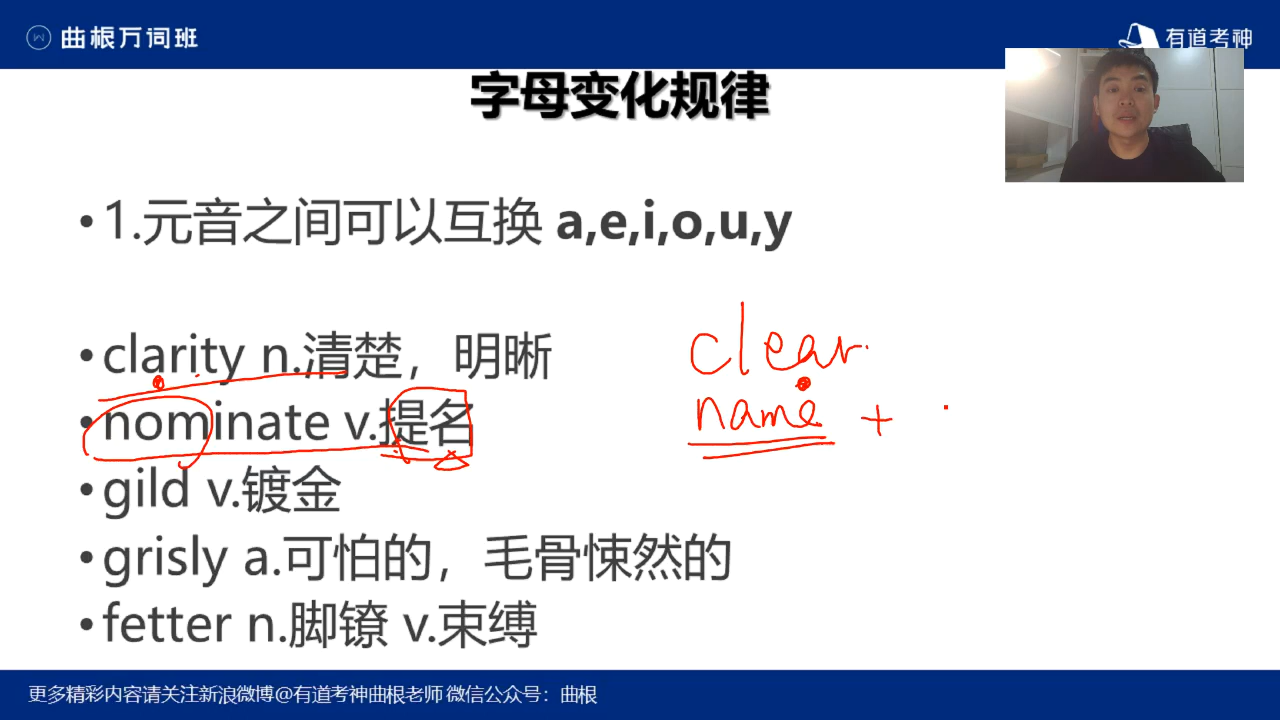 曲根万词班
有道考神
字母变化规律
•1.元音之间可以互换 a,e,i,o,u,y
•clarity n.清楚，明晰
clear
•nominate v.提名
name +
•gild v.镀金
•grisly a.可怕的，毛骨悚然的
•fetter n.脚镣 v.束缚
更多精彩内容请关注新浪微博@有道考神曲根老师 微信公众号：曲根